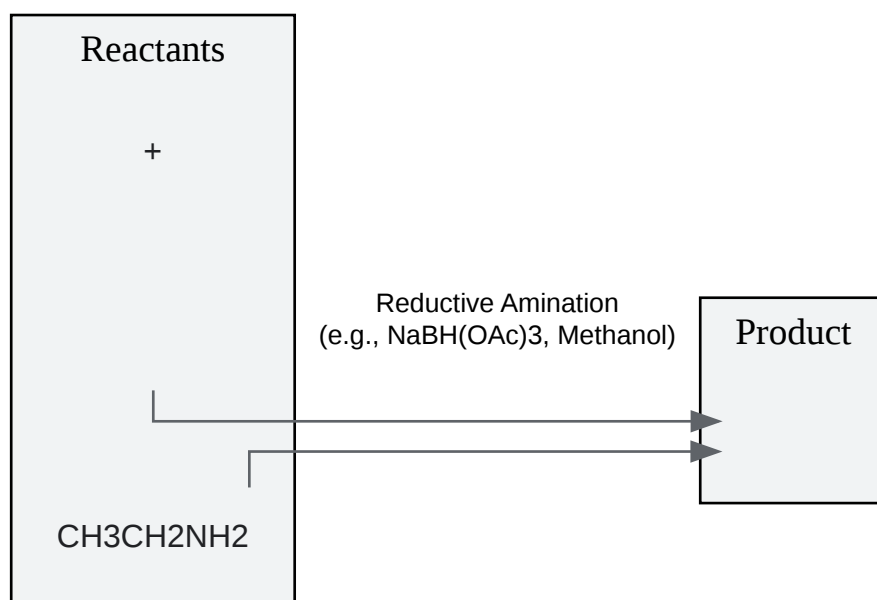 Reactants
+
Reductive Amination
(e.g., NaBH(OAc)3, Methanol)
Product
CH3CH2NH2